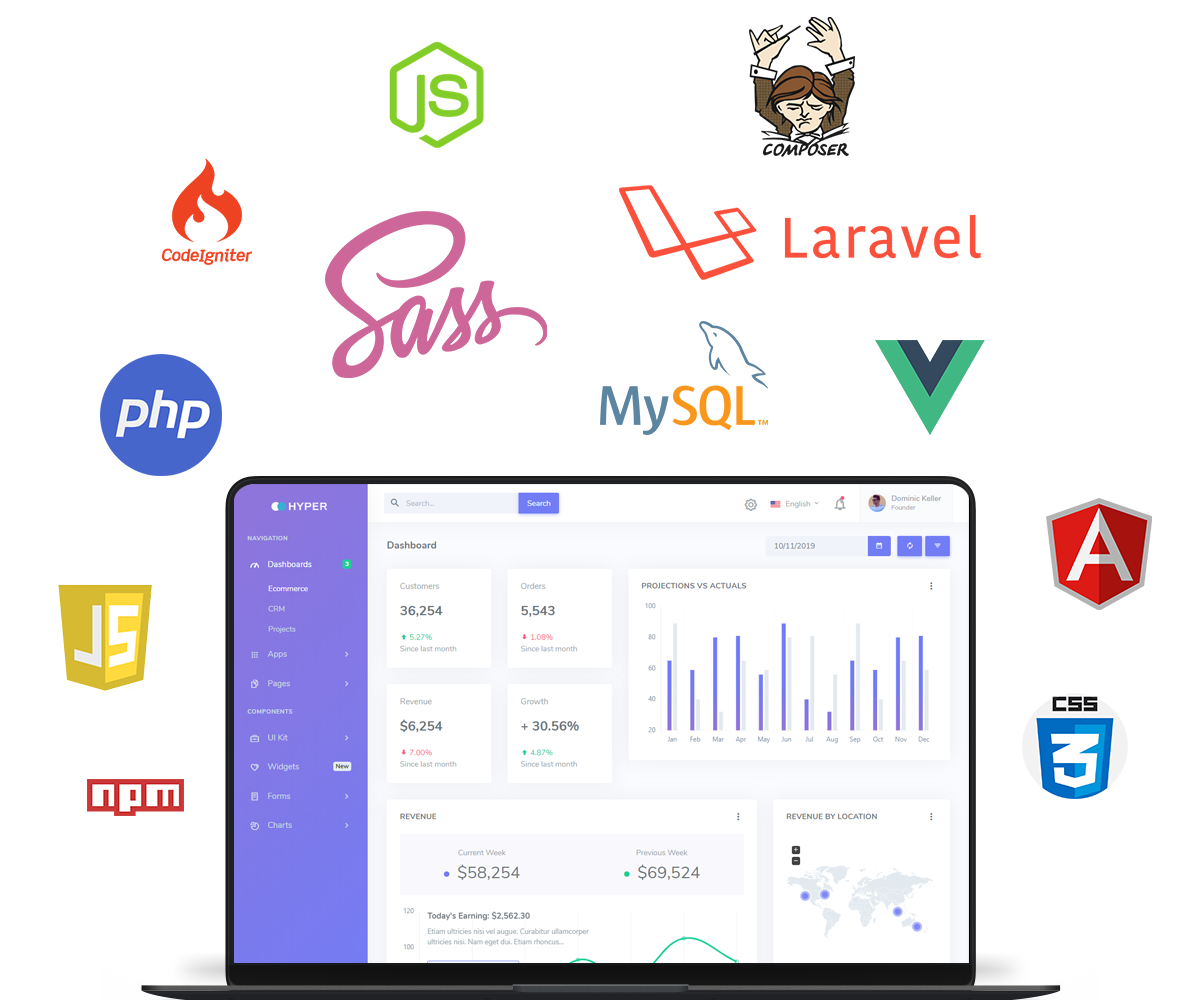 JS
COMPOSER
CodeIgniter
Sass
Laravel
php
MySQL™
HYPER
Search...
Search
English
Dominic Keller
Founder
NAVIGATION
Dashboards 3
Ecommerce
CRM
Projects
Apps
Pages
COMPONENTS
UI Kit
Widgets New
Forms
Charts
Dashboard
10/11/2019
Customers
36,254
5.27%
Since last month
Orders
5,543
1.08%
Since last month
Revenue
$6,254
7.00%
Since last month
Growth
+ 30.56%
4.87%
Since last month
PROJECTIONS VS ACTUALS
100
80
60
40
20
Jan Feb Mar Apr May Jun Jul Aug Sep Oct Nov Dec
REVENUE
Current Week
$58,254
Previous Week
$69,524
120
100
Today's Earning: $2,562.30
Etiam ultricies nisi vel augue. Curabitur ullamcorper
ultricies nisi. Nam eget dui. Etiam rhoncus...
REVENUE BY LOCATION
+
−
JS
npm
A
CSS
3